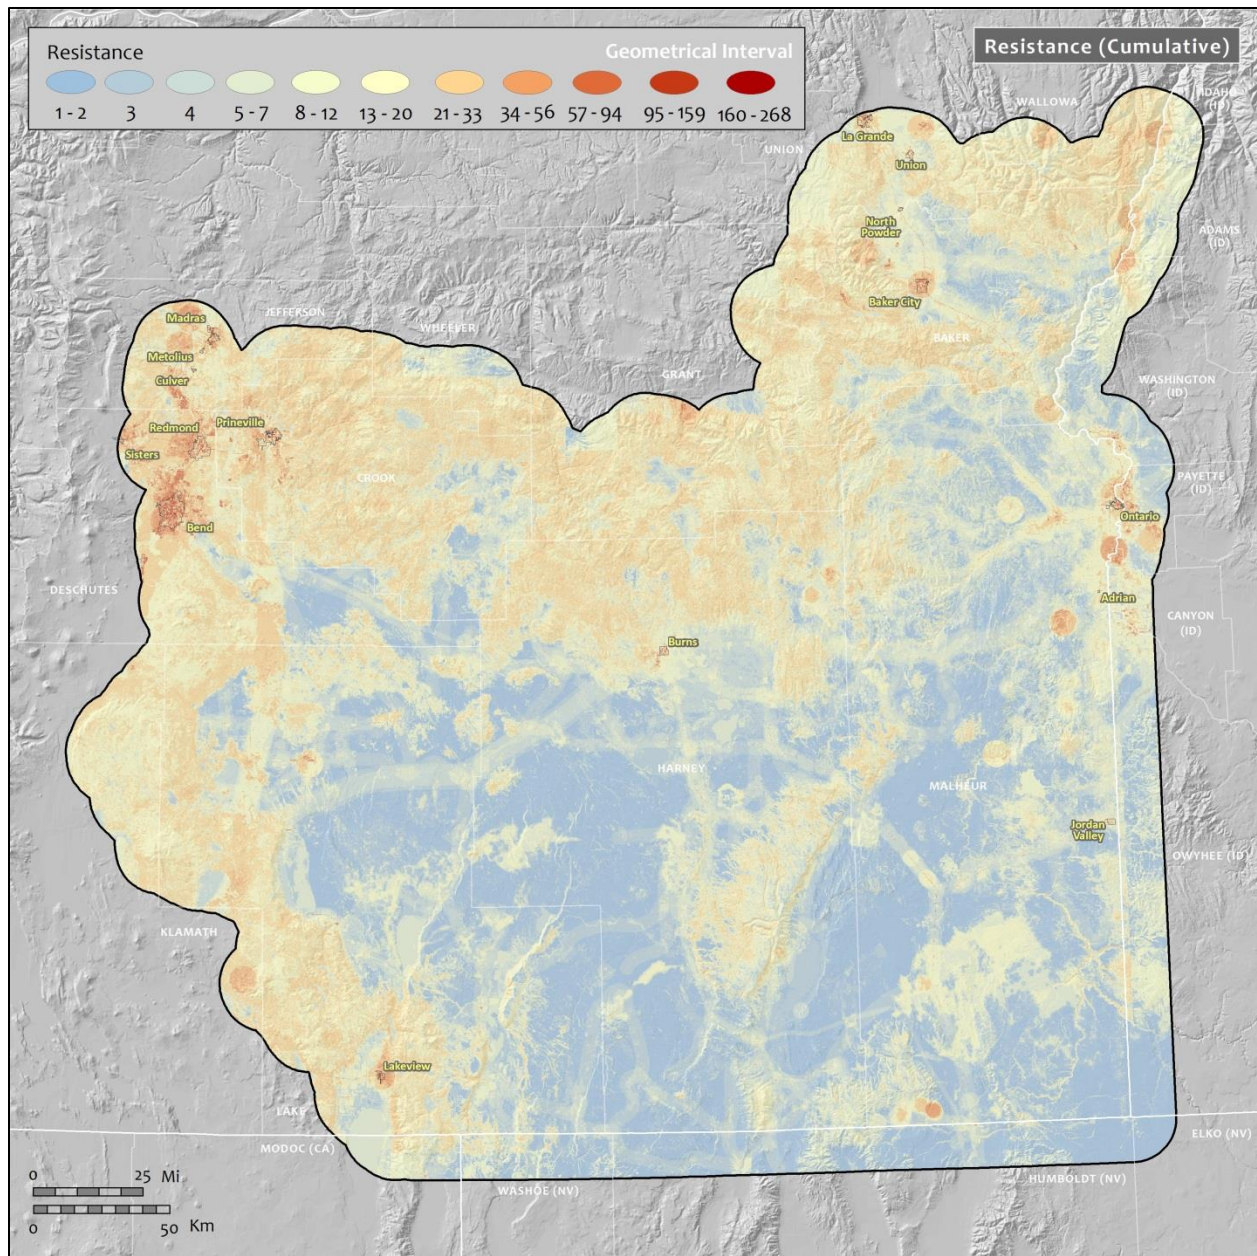 Resistance
Geometrical Interval
1 - 2
3
4
5 - 7
8 - 12
13 - 20
21 - 33
34 - 56
57 - 94
95 - 159
160 - 268
Resistance (Cumulative)
IDAHO
(ID)
WALLOWA
La Grande
UNION
Union
North
Powder
ADAMS
(ID)
Baker City
Madras
JEFFERSON
WHEELER
BAKER
Metolius
GRANT
WASHINGTON
(ID)
Culver
Redmond
Prineville
Sisters
CROOK
PAYETTE
(ID)
Bend
Ontario
DESCHUTES
Adrian
CANYON
(ID)
Burns
HARNEY
MALHEUR
Jordan
Valley
OWYHEE (ID)
KLAMATH
Lakeview
LAKE
MODOC (CA)
ELKO (NV)
WASHOE (NV)
HUMBOLDT (NV)
0 25 Mi
0 50 Km